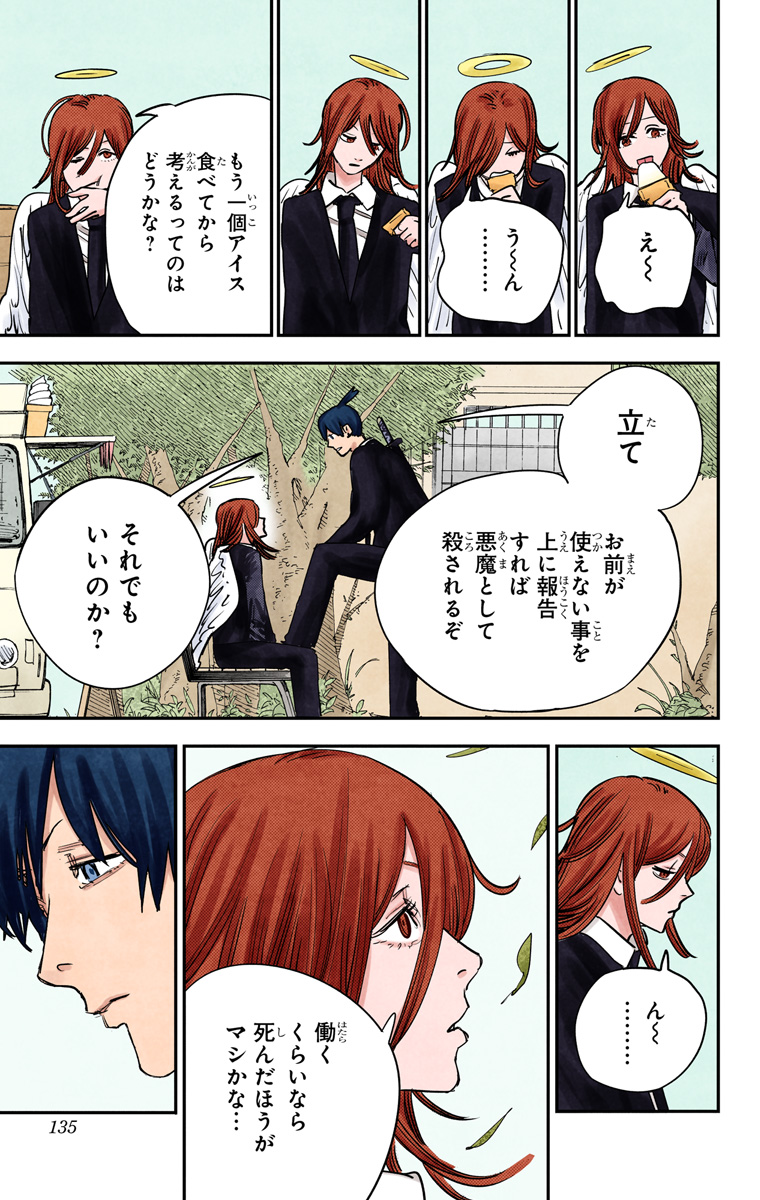 え〜
う〜ん
………
もう一個アイス
食べてから
考えるってのは
どうかな？
立て
お前が
使えない事を
上に報告
すれば
悪魔として
殺されるぞ
それでも
いいのか？
ん〜
………
働く
くらいなら
死んだほうが
マシかな…
135